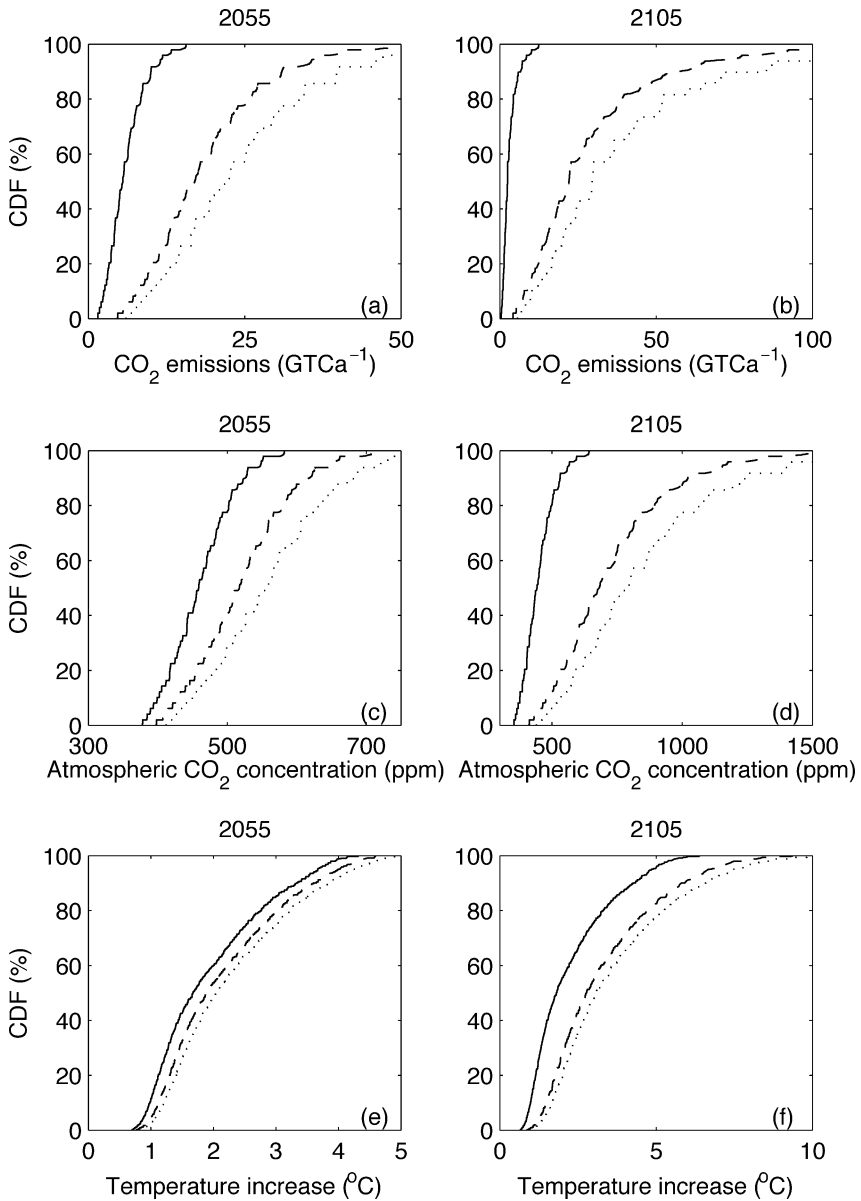 2055 2105
100 100
80 80
60 60
CDF (%)
40 40
20 20
0 (a) 0 (b)
0 25 50 0 50 100
CO2 emissions (GTCa−1) CO2 emissions (GTCa−1)
2055 2105
100 100
80 80
60 60
CDF (%)
40 40
20 20
0 (c) 0 (d)
300 500 700 500 1000 1500
Atmospheric CO2 concentration (ppm) Atmospheric CO2 concentration (ppm)
2055 2105
100 100
80 80
60 60
CDF (%)
40 40
20 20
0 (e) 0 (f)
0 1 2 3 4 5 0 5 10
Temperature increase (oC) Temperature increase (oC)